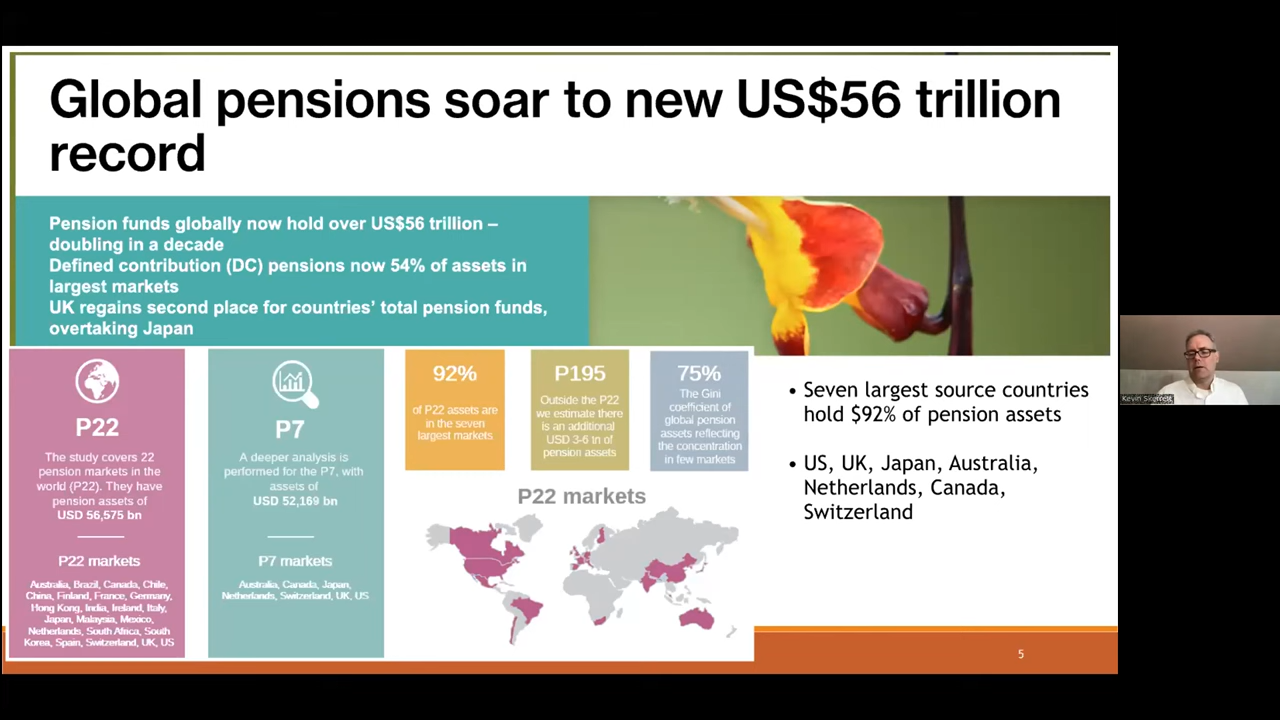 Global pensions soar to new US$56 trillion
record
Pension funds globally now hold over US$56 trillion –
doubling in a decade
Defined contribution (DC) pensions now 54% of assets in
largest markets
UK regains second place for countries’ total pension funds,
overtaking Japan
P22
The study covers 22
pension markets in the
world (P22). They have
pension assets of
USD 56,575 bn
P22 markets
Australia, Brazil, Canada, Chile,
China, Finland, France, Germany,
Hong Kong, India, Ireland, Italy,
Japan, Malaysia, Mexico,
Netherlands, South Africa, South
Korea, Spain, Switzerland, UK, US
P7
A deeper analysis is
performed for the P7, with
assets of
USD 52,169 bn
P7 markets
Australia, Canada, Japan,
Netherlands, Switzerland, UK, US
92%
of P22 assets are
in the seven
largest markets
P195
Outside the P22
we estimate there
is an additional
USD 3-6 tn of
pension assets
75%
The Gini
coefficient of
global pension
assets reflecting
the concentration
in few markets
P22 markets
• Seven largest source countries
hold $92% of pension assets
• US, UK, Japan, Australia,
Netherlands, Canada,
Switzerland
5
Kevin Skerrett